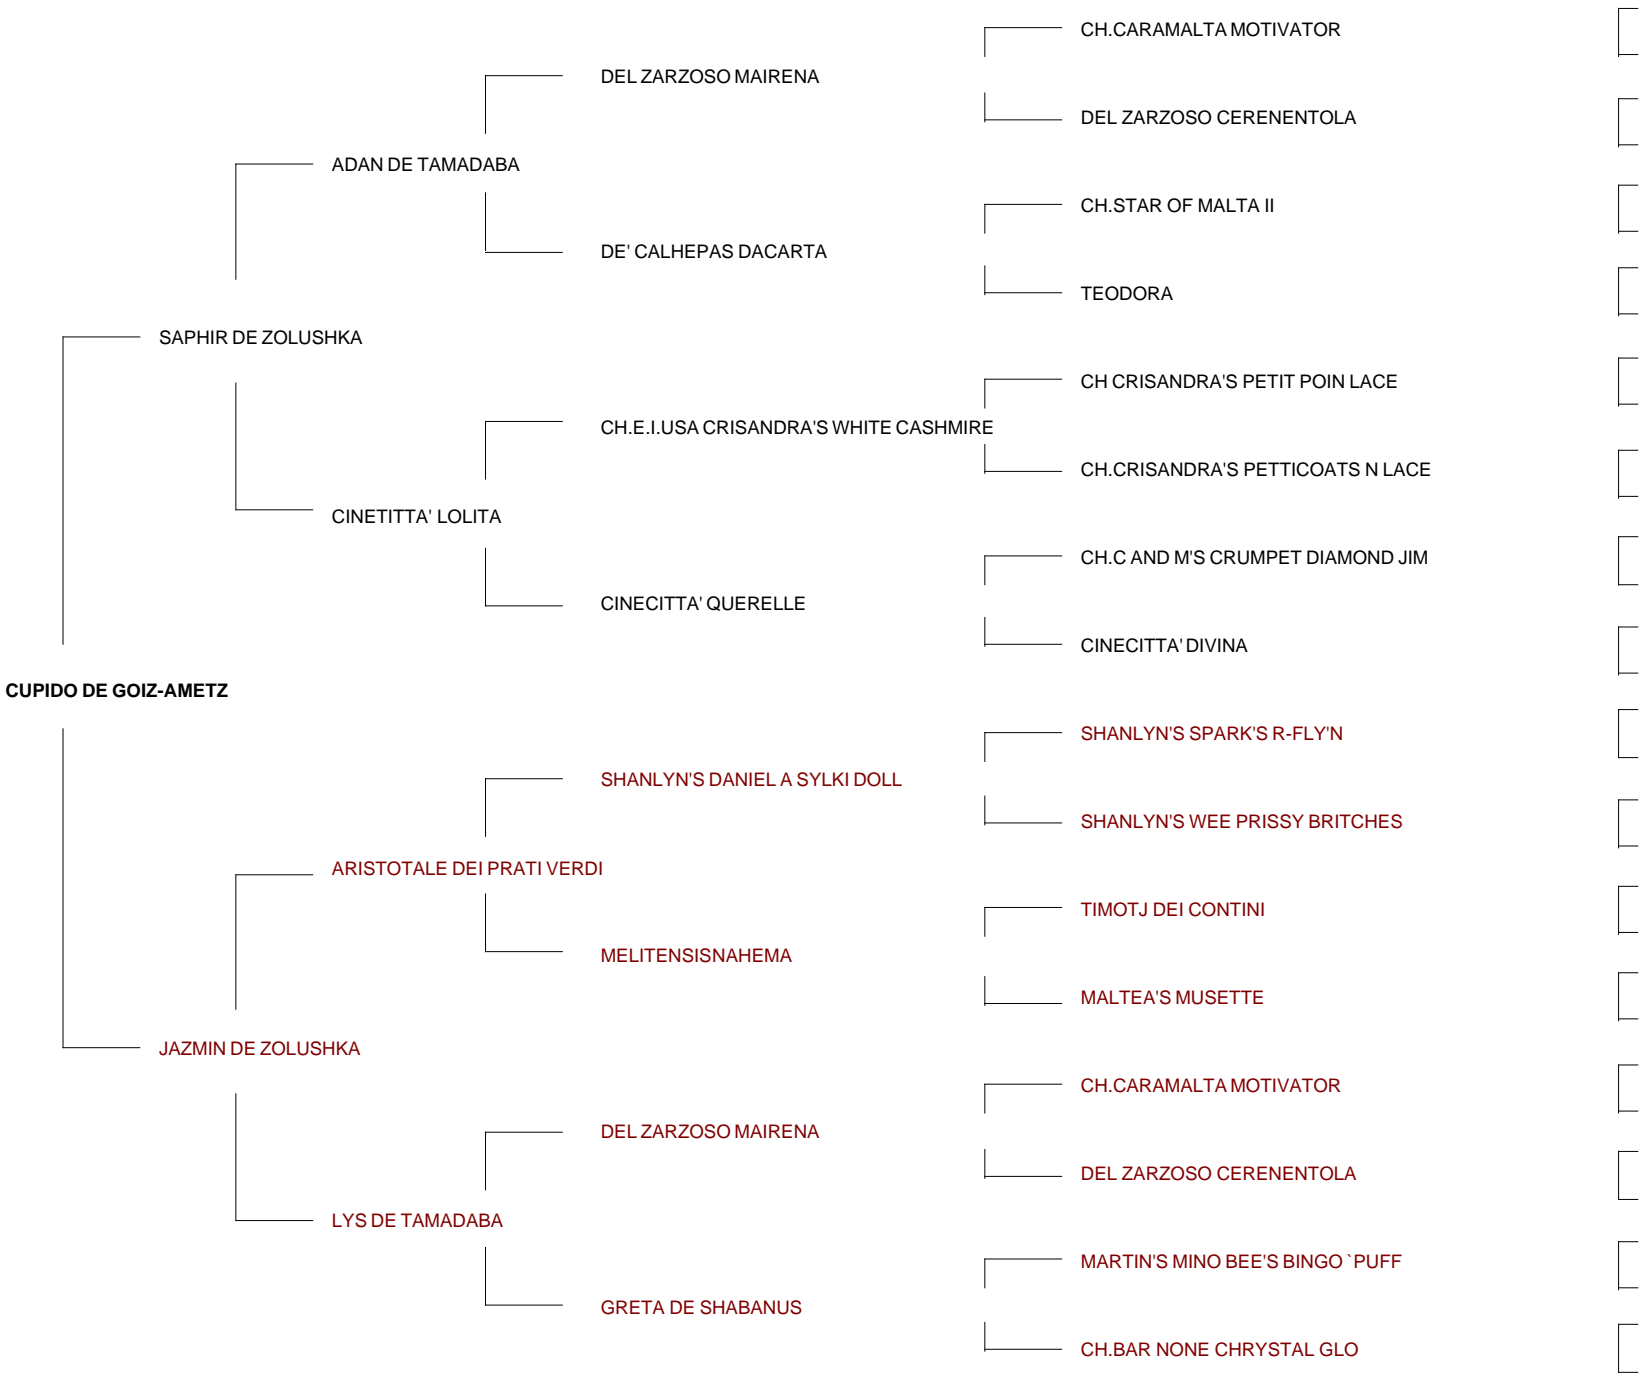 CH.CARAMALTA MOTIVATOR
DEL ZARZOSO MAIRENA
DEL ZARZOSO CERENENTOLA
ADAN DE TAMADABA
CH.STAR OF MALTA II
DE' CALHEPAS DACARTA
TEODORA
SAPHIR DE ZOLUSHKA
CH CRISANDRA'S PETIT POIN LACE
CH.E.I.USA CRISANDRA'S WHITE CASHMIRE
CH.CRISANDRA'S PETTICOATS N LACE
CINETITTA' LOLITA
CH.C AND M'S CRUMPET DIAMOND JIM
CINECITTA' QUERELLE
CINECITTA' DIVINA
CUPIDO DE GOIZ-AMETZ
SHANLYN'S SPARK'S R-FLY'N
SHANLYN'S DANIEL A SYLKI DOLL
SHANLYN'S WEE PRISSY BRITCHES
ARISTOTALE DEI PRATI VERDI
TIMOTJ DEI CONTINI
MELITENSISNAHEMA
MALTEA'S MUSETTE
JAZMIN DE ZOLUSHKA
CH.CARAMALTA MOTIVATOR
DEL ZARZOSO MAIRENA
DEL ZARZOSO CERENENTOLA
LYS DE TAMADABA
MARTIN'S MINO BEE'S BINGO `PUFF
GRETA DE SHABANUS
CH.BAR NONE CHRYSTAL GLO